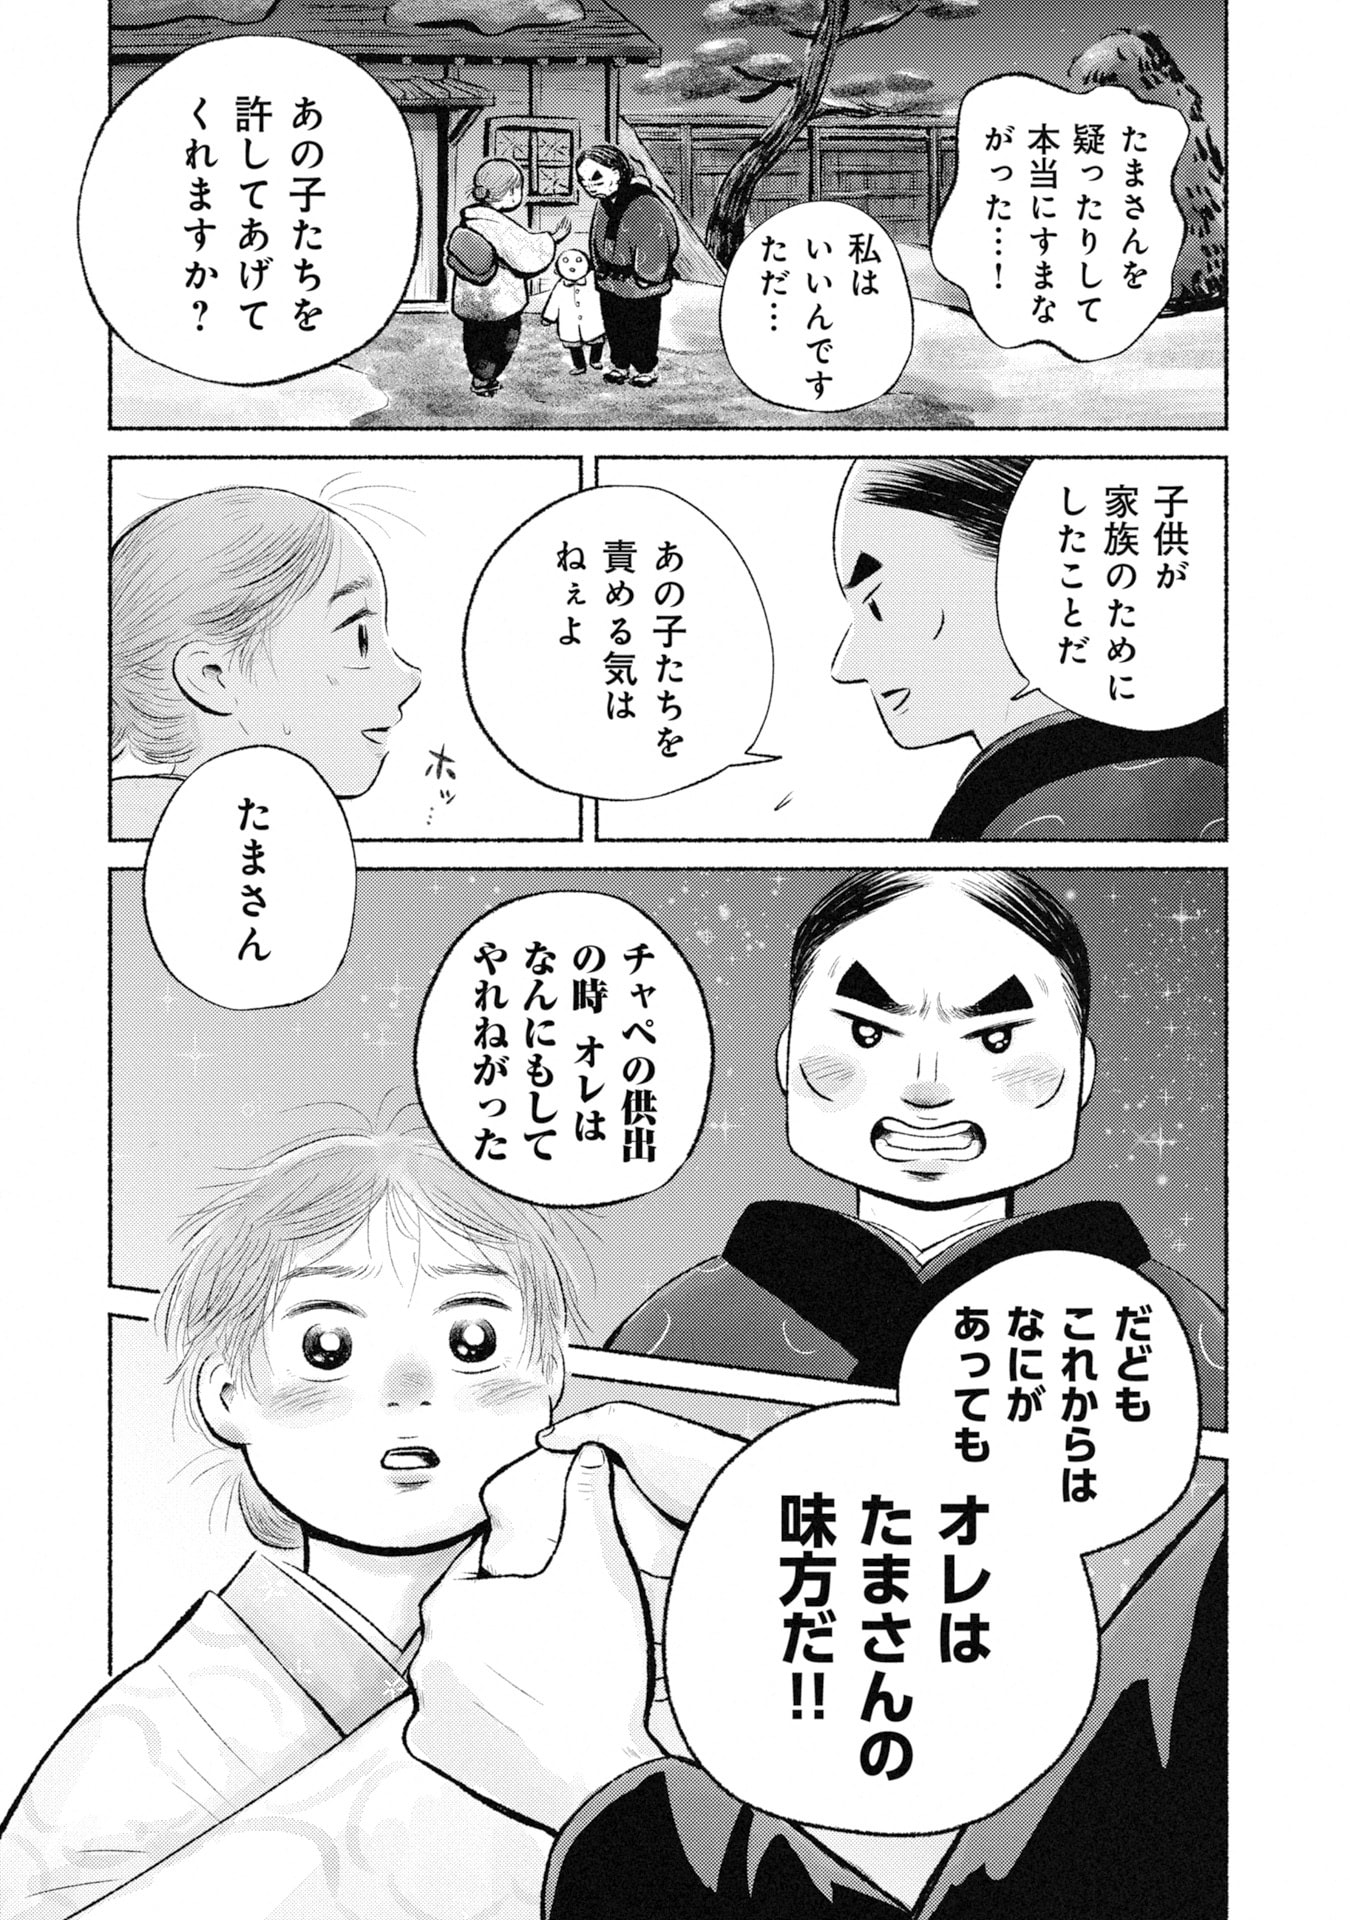 たまさんを
疑ったりして
本当にすまな
がった…！
私は
いいんです
ただ…
あの子たちを
許してあげて
くれますか？
子供が
家族のために
したことだ
あの子たちを
責める気は
ねぇよ
ホッ…
たまさん
チャペの供出
の時 オレは
なんにもして
やれねがった
だども
これからは
なにが
あっても
オレは
たまさんの
味方だ!!